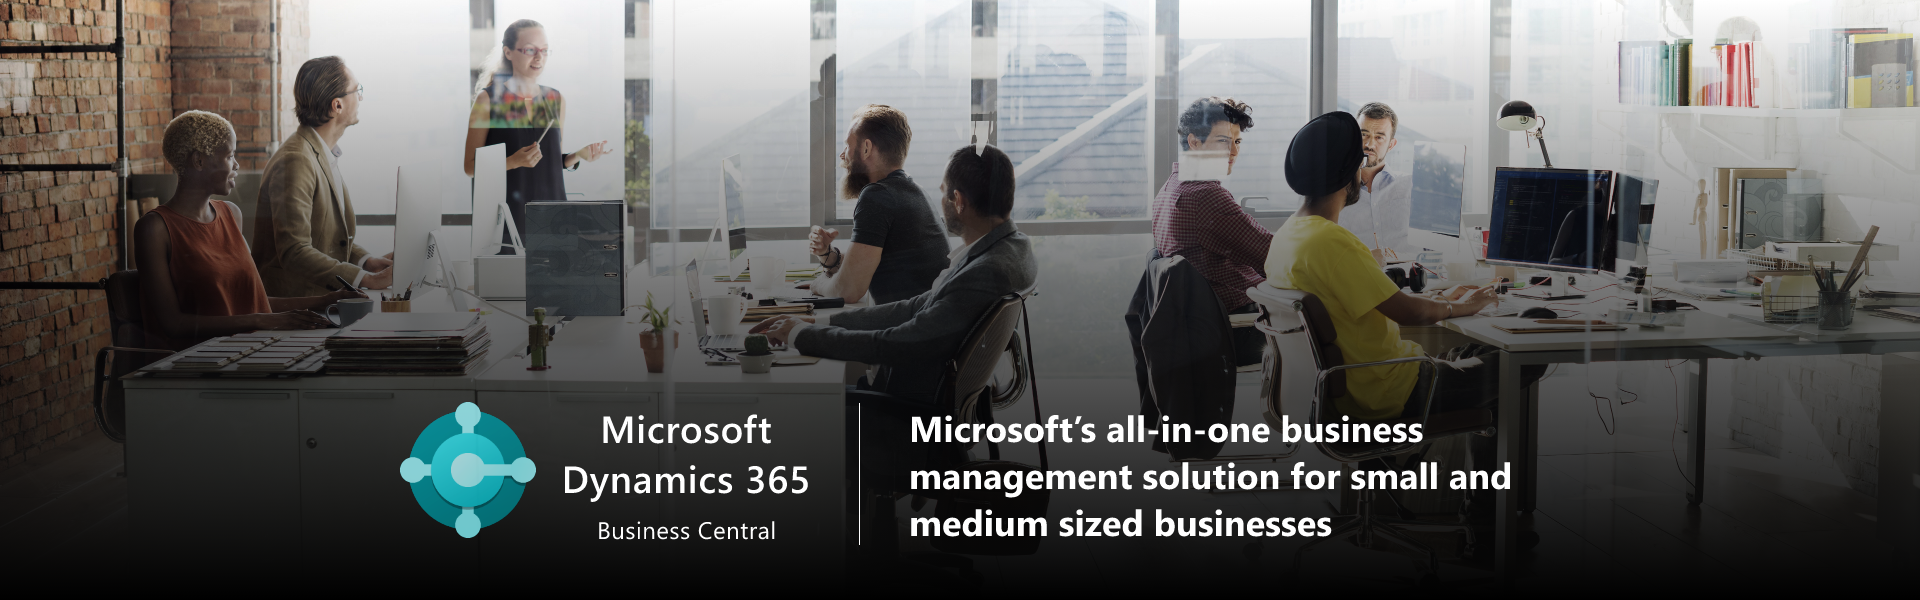 Microsoft
Dynamics 365
Business Central
Microsoft’s all-in-one business
management solution for small and
medium sized businesses